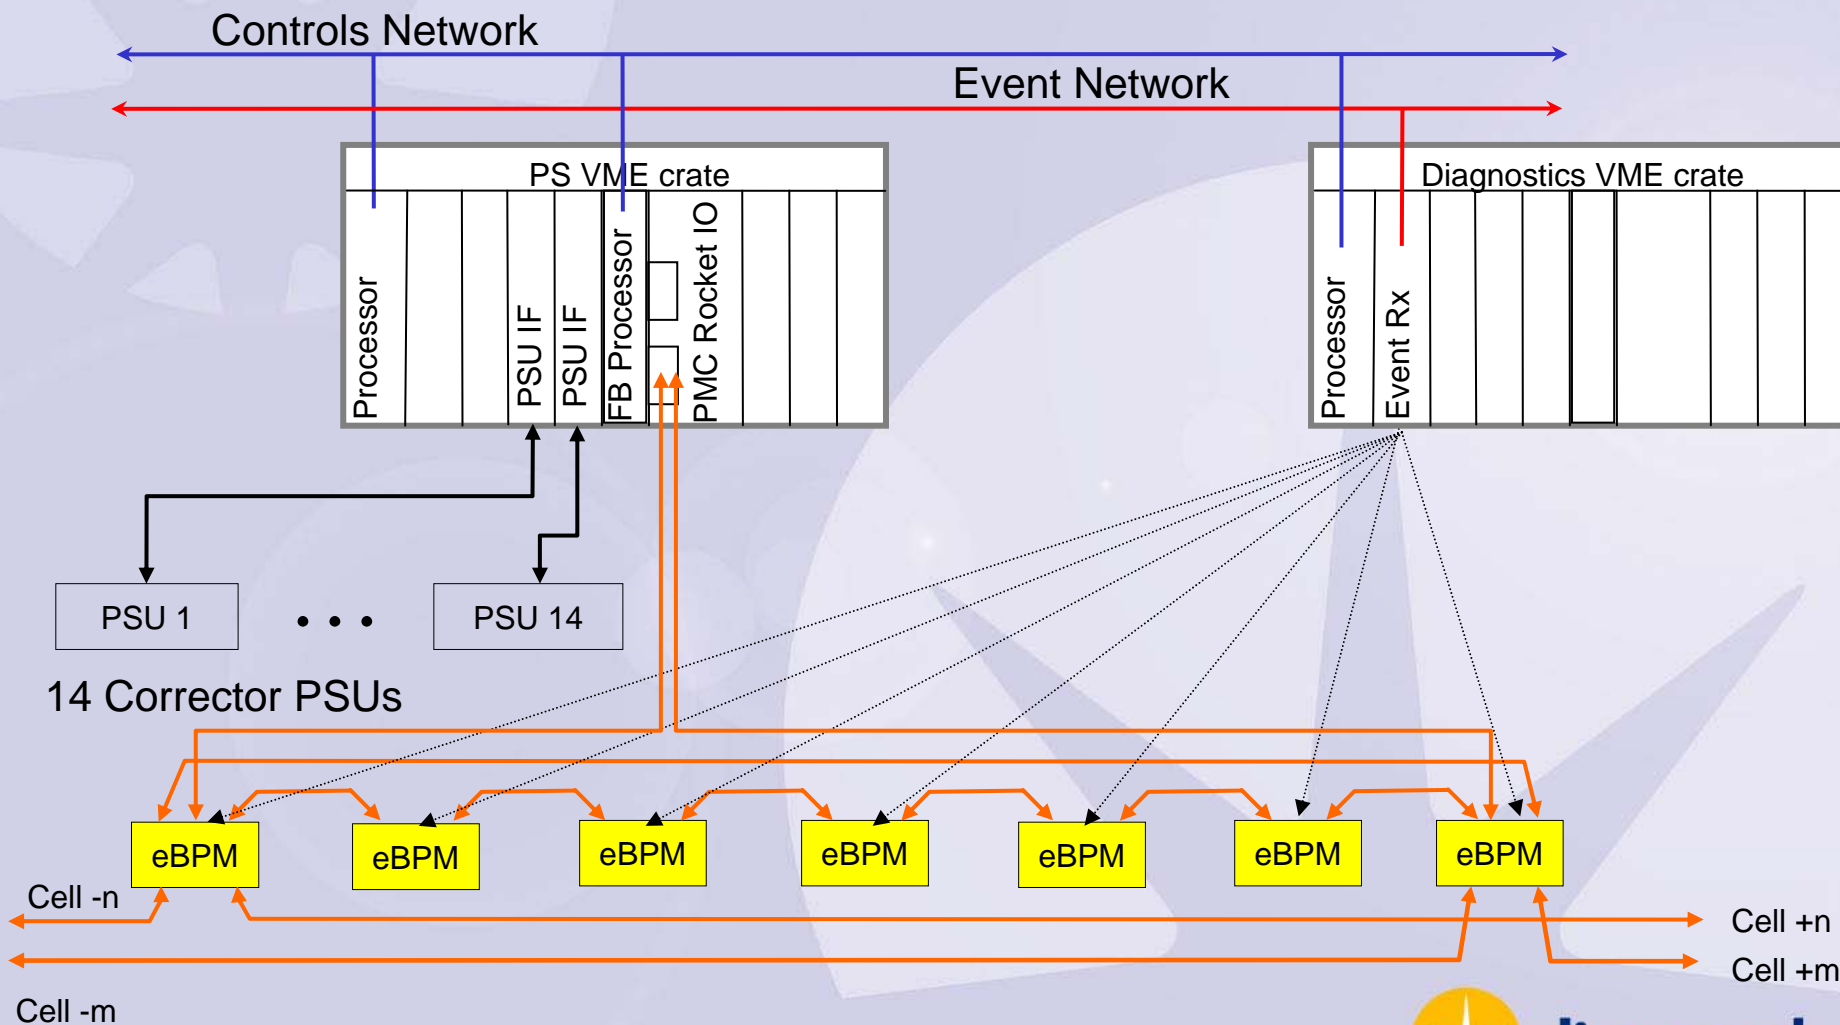 Controls Network
Event Network
PS VME crate
Diagnostics VME crate
Processor
PSU IF
PSU IF
FB Processor
PMC Rocket IO
Processor
Event Rx
PSU 1
• • •
PSU 14
14 Corrector PSUs
eBPM
eBPM
eBPM
eBPM
eBPM
eBPM
eBPM
Cell -n
Cell +n
Cell +m
Cell -m